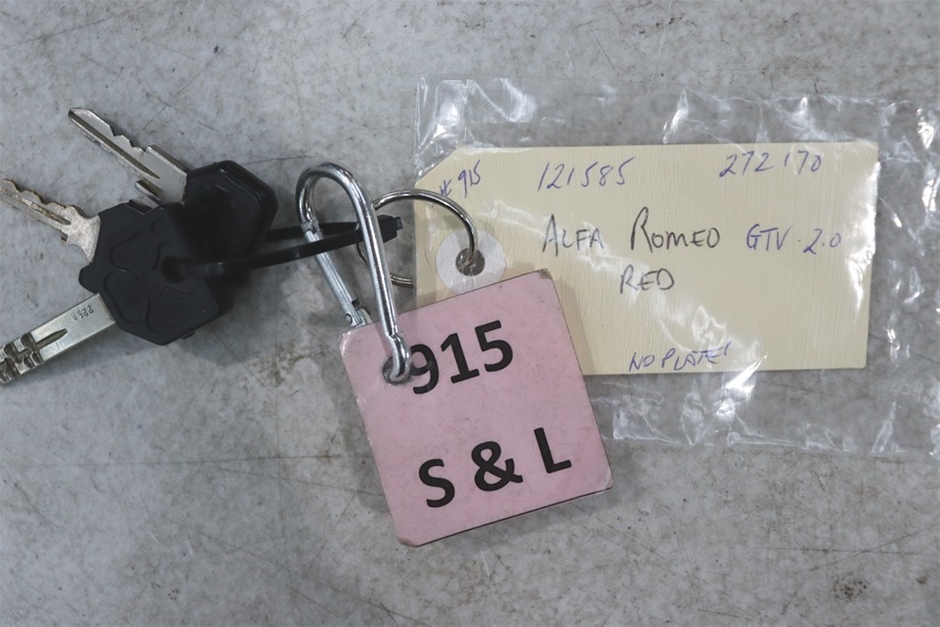 #915 121585 272170
ALFA ROMEO GTV 2.0
RED
NO PLATES
915
S & L